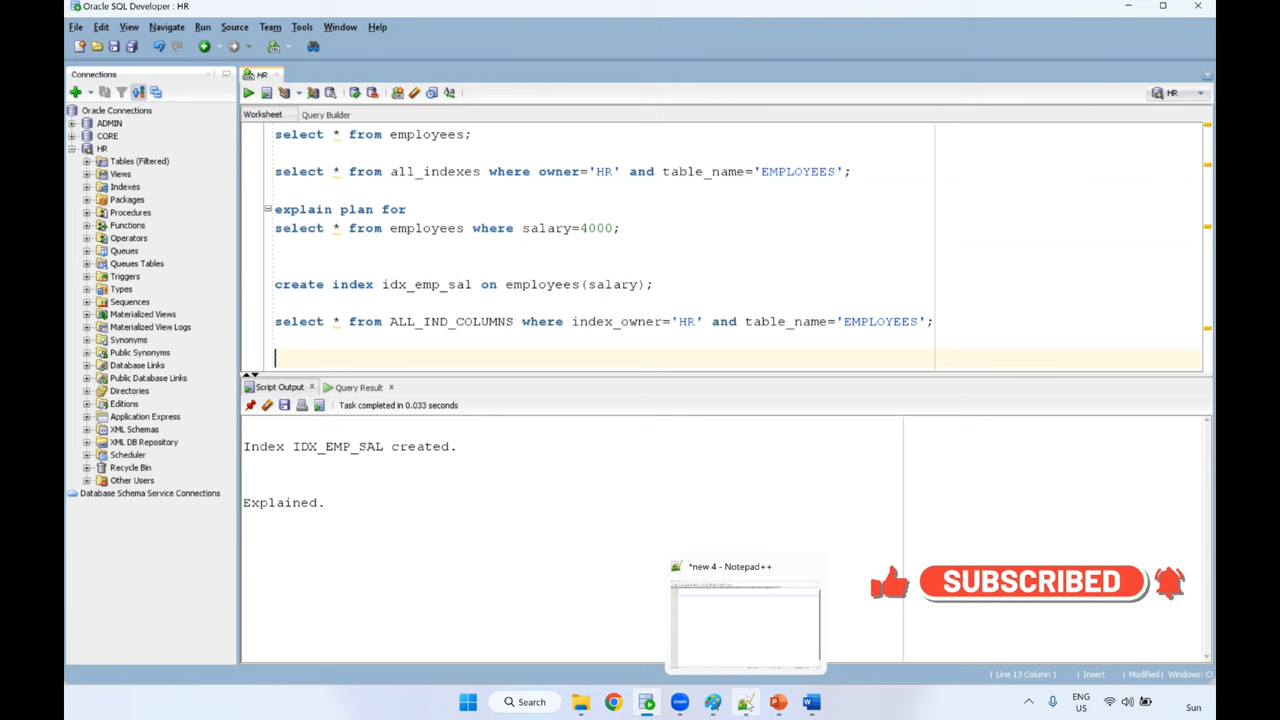 Oracle SQL Developer : HR
File Edit View Navigate Run Source Team Tools Window Help
Connections
HR
HR
Oracle Connections
Worksheet Query Builder
ADMIN
CORE
HR
Tables (Filtered)
Views
Indexes
Packages
Procedures
Functions
Operators
Queues
Queues Tables
Triggers
Types
Sequences
Materialized Views
Materialized View Logs
Synonyms
Public Synonyms
Database Links
Public Database Links
Directories
Editions
Application Express
XML Schemas
XML DB Repository
Scheduler
Recycle Bin
Other Users
Database Schema Service Connections
select * from employees;
select * from all_indexes where owner='HR' and table_name='EMPLOYEES';
explain plan for
select * from employees where salary=4000;
create index idx_emp_sal on employees(salary);
select * from ALL_IND_COLUMNS where index_owner='HR' and table_name='EMPLOYEES';
Script Output Query Result
Task completed in 0.033 seconds
Index IDX_EMP_SAL created.
Explained.
*new 4 - Notepad++
SUBSCRIBED
Line 13 Column 1 Insert Modified Windows:
Search
ENG
US
Sun